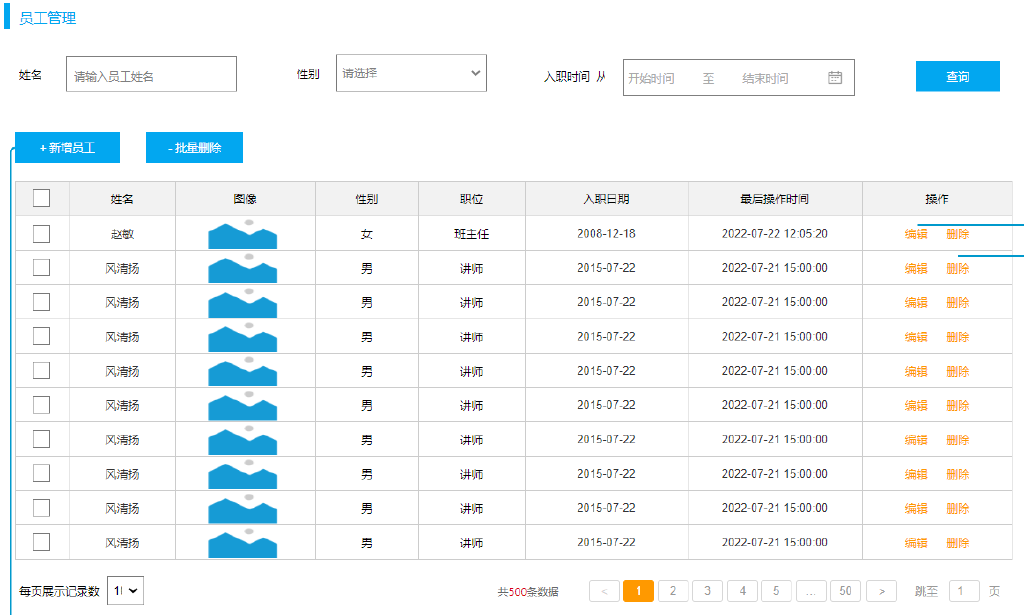 员工管理
姓名 请输入员工姓名 性别 请选择 入职时间 从 开始时间 至 结束时间 查询
+新增员工 -批量删除
姓名 图像 性别 职位 入职日期 最后操作时间 操作
赵敏 女 班主任 2008-12-18 2022-07-22 12:05:20 编辑 删除
风清扬 男 讲师 2015-07-22 2022-07-21 15:00:00 编辑 删除
风清扬 男 讲师 2015-07-22 2022-07-21 15:00:00 编辑 删除
风清扬 男 讲师 2015-07-22 2022-07-21 15:00:00 编辑 删除
风清扬 男 讲师 2015-07-22 2022-07-21 15:00:00 编辑 删除
风清扬 男 讲师 2015-07-22 2022-07-21 15:00:00 编辑 删除
风清扬 男 讲师 2015-07-22 2022-07-21 15:00:00 编辑 删除
风清扬 男 讲师 2015-07-22 2022-07-21 15:00:00 编辑 删除
风清扬 男 讲师 2015-07-22 2022-07-21 15:00:00 编辑 删除
风清扬 男 讲师 2015-07-22 2022-07-21 15:00:00 编辑 删除
每页展示记录数 共500条数据 < 1 2 3 4 5 ... 50 > 跳至 1 页